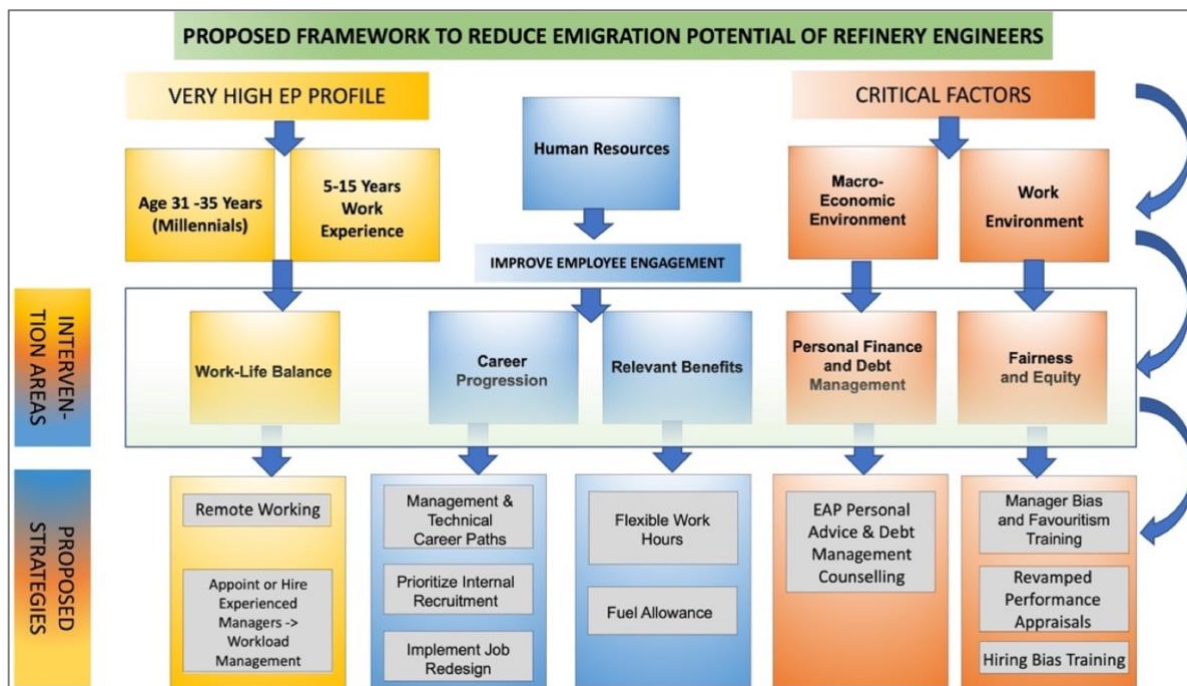 PROPOSED FRAMEWORK TO REDUCE EMIGRATION POTENTIAL OF REFINERY ENGINEERS
VERY HIGH EP PROFILE
CRITICAL FACTORS
Age 31 -35 Years
(Millennials)
5-15 Years
Work
Experience
Human Resources
Macro-
Economic
Environment
Work
Environment
IMPROVE EMPLOYEE ENGAGEMENT
INTERVEN-
TION AREAS
Work-Life Balance
Career
Progression
Relevant Benefits
Personal Finance
and Debt
Management
Fairness
and Equity
PROPOSED
STRATEGIES
Remote Working
Appoint or Hire
Experienced
Managers ->
Workload
Management
Management &
Technical
Career Paths
Prioritize Internal
Recruitment
Implement Job
Redesign
Flexible Work
Hours
Fuel Allowance
EAP Personal
Advice & Debt
Management
Counselling
Manager Bias
and Favouritism
Training
Revamped
Performance
Appraisals
Hiring Bias Training